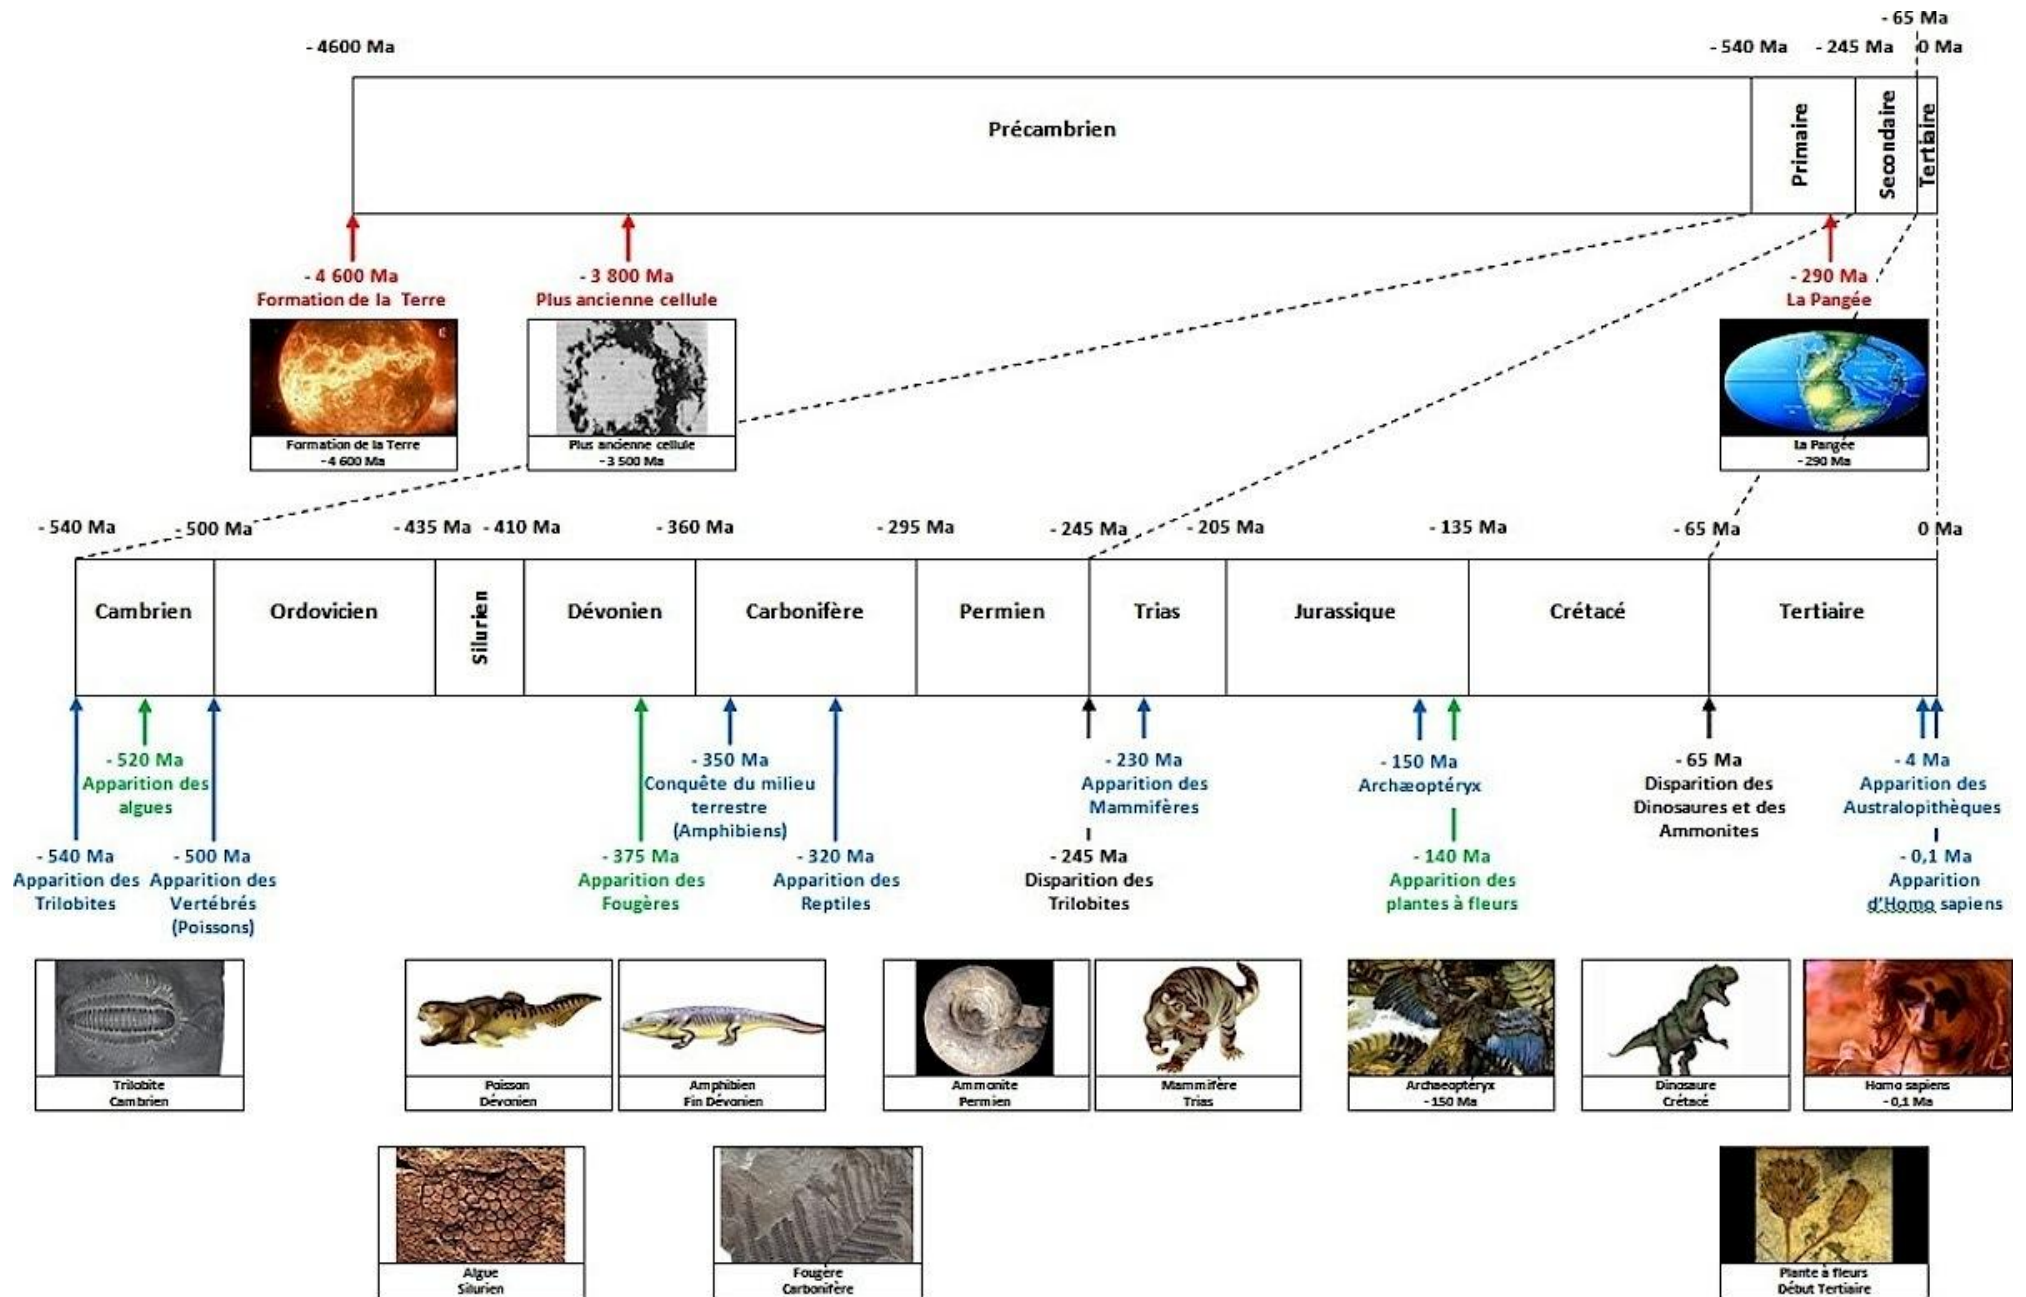 - 65 Ma
- 4600 Ma
- 540 Ma
- 245 Ma
0 Ma
Précambrien
Primaire
Secondaire
Tertiaire
- 4 600 Ma
Formation de la Terre
- 3 800 Ma
Plus ancienne cellule
- 290 Ma
La Pangée
Formation de la Terre
- 4 600 Ma
Plus ancienne cellule
- 3 500 Ma
La Pangée
- 290 Ma
- 540 Ma
- 500 Ma
- 435 Ma
- 410 Ma
- 360 Ma
- 295 Ma
- 245 Ma
- 205 Ma
- 135 Ma
- 65 Ma
0 Ma
Cambrien
Ordovicien
Silurien
Dévonien
Carbonifère
Permien
Trias
Jurassique
Crétacé
Tertiaire
- 520 Ma
Apparition des
algues
- 350 Ma
Conquête du milieu
terrestre
(Amphibiens)
- 230 Ma
Apparition des
Mammifères
- 150 Ma
Archæoptéryx
- 65 Ma
Disparition des
Dinosaures et des
Ammonites
- 4 Ma
Apparition des
Australopithèques
- 540 Ma
Apparition des
Trilobites
- 500 Ma
Apparition des
Vertébrés
(Poissons)
- 375 Ma
Apparition des
Fougères
- 320 Ma
Apparition des
Reptiles
- 245 Ma
Disparition des
Trilobites
- 140 Ma
Apparition des
plantes à fleurs
- 0,1 Ma
Apparition
d'Homo sapiens
Trilobite
Cambrien
Poisson
Dévonien
Amphibien
Fin Dévonien
Ammonite
Permien
Mammifère
Trias
Archaeoptéryx
- 150 Ma
Dinosaure
Crétacé
Homo sapiens
- 0,1 Ma
Algue
Silurien
Fougère
Carbonifère
Plante à fleurs
Début Tertiaire